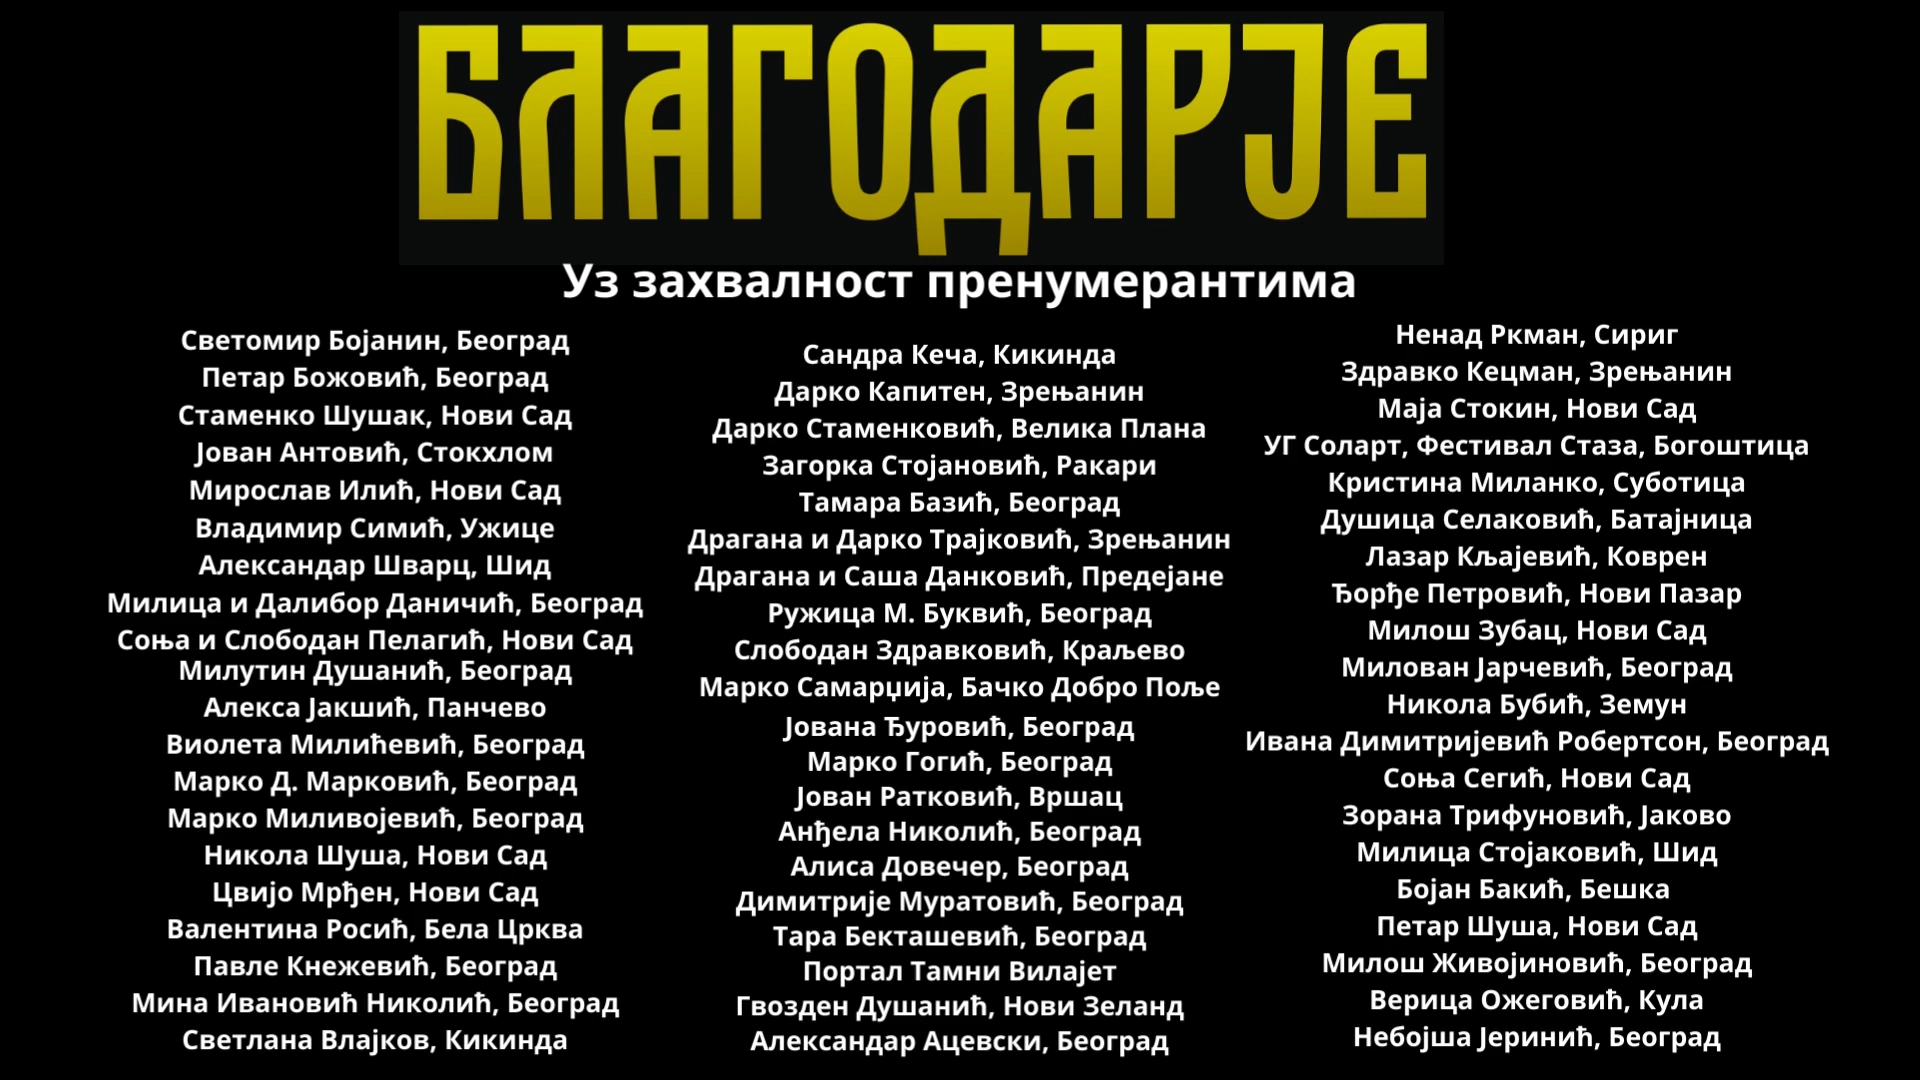 БЛАГОДАРЈЕ
Уз захвалност пренумерантима
Светомир Бојанин, Београд
Петар Божовић, Београд
Стаменко Шушак, Нови Сад
Јован Антовић, Стокхлом
Мирослав Илић, Нови Сад
Владимир Симић, Ужице
Александар Шварц, Шид
Милица и Далибор Даничић, Београд
Соња и Слободан Пелагић, Нови Сад
Милутин Душанић, Београд
Алекса Јакшић, Панчево
Виолета Милићевић, Београд
Марко Д. Марковић, Београд
Марко Миливојевић, Београд
Никола Шуша, Нови Сад
Цвијо Мрђен, Нови Сад
Валентина Росић, Бела Црква
Павле Кнежевић, Београд
Мина Ивановић Николић, Београд
Светлана Влајков, Кикинда
Сандра Кеча, Кикинда
Дарко Капитен, Зрењанин
Дарко Стаменковић, Велика Плана
Загорка Стојановић, Ракари
Тамара Базић, Београд
Драгана и Дарко Трајковић, Зрењанин
Драгана и Саша Данковић, Предејане
Ружица М. Буквић, Београд
Слободан Здравковић, Краљево
Марко Самарџија, Бачко Добро Поље
Јована Ђуровић, Београд
Марко Гогић, Београд
Јован Ратковић, Вршац
Анђела Николић, Београд
Алиса Довечер, Београд
Димитрије Муратовић, Београд
Тара Бекташевић, Београд
Портал Тамни Вилајет
Гвозден Душанић, Нови Зеланд
Александар Ацевски, Београд
Ненад Ркман, Сириг
Здравко Кецман, Зрењанин
Маја Стокин, Нови Сад
УГ Соларт, Фестивал Стаза, Богоштица
Кристина Миланко, Суботица
Душица Селаковић, Батајница
Лазар Кљајевић, Коврен
Ђорђе Петровић, Нови Пазар
Милош Зубац, Нови Сад
Милован Јарчевић, Београд
Никола Бубић, Земун
Ивана Димитријевић Робертсон, Београд
Соња Сегић, Нови Сад
Зорана Трифуновић, Јаково
Милица Стојаковић, Шид
Бојан Бакић, Бешка
Петар Шуша, Нови Сад
Милош Живојиновић, Београд
Верица Ожеговић, Кула
Небојша Јеринић, Београд